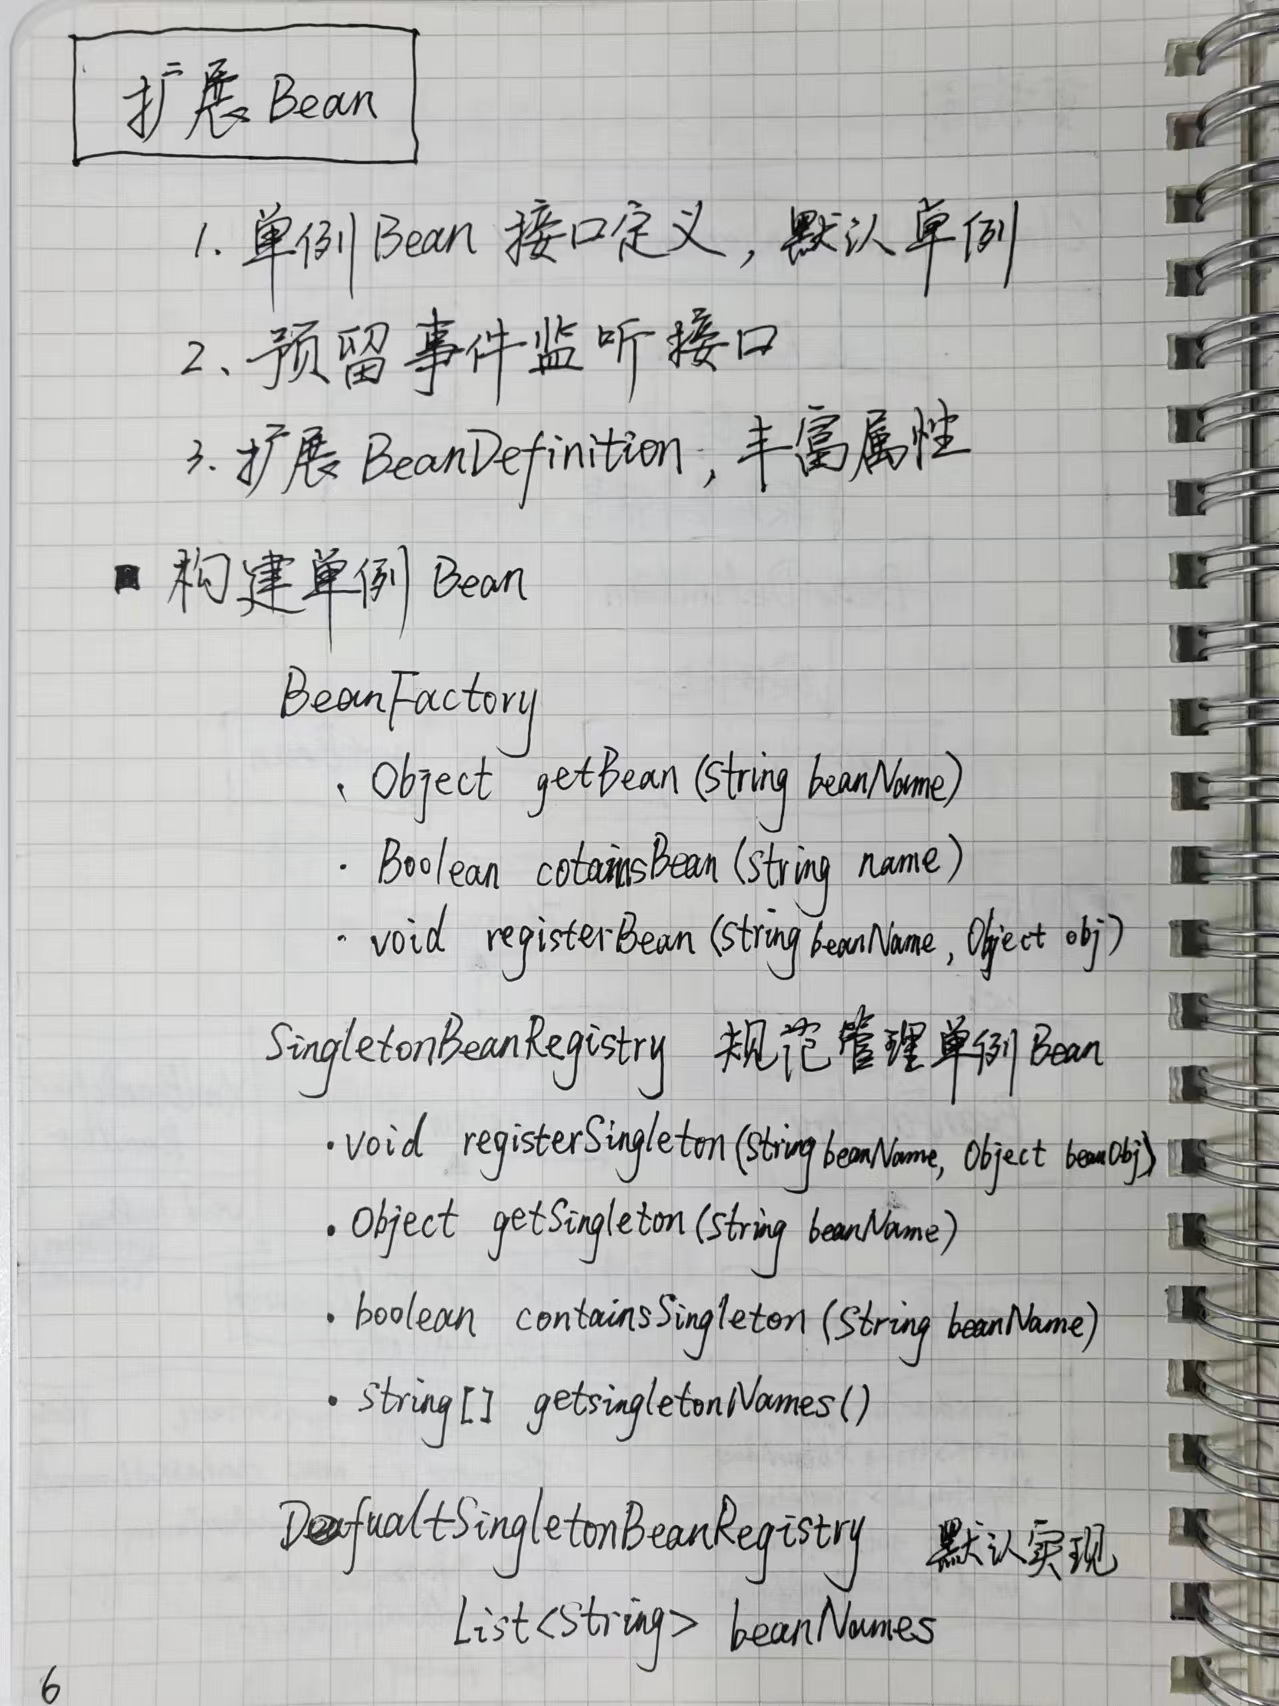 扩展 Bean
1. 单例 Bean 接口定义, 默认单例
2、预留事件监听接口
3. 扩展 BeanDefinition, 丰富属性
■ 构建单例 Bean
BeanFactory
· Object getBean (String beanName)
· Boolean cotainsBean (String name)
· void registerBean (String beanName, Object obj)
SingletonBeanRegistry 规范管理单例 Bean
· void registerSingleton (String beanName, Object beanObj)
· Object getSingleton (String beanName)
· boolean containsSingleton (String beanName)
· String[] getsingletonNames()
DeafualtSingletonBeanRegistry 默认实现
List<String> beanNames
6